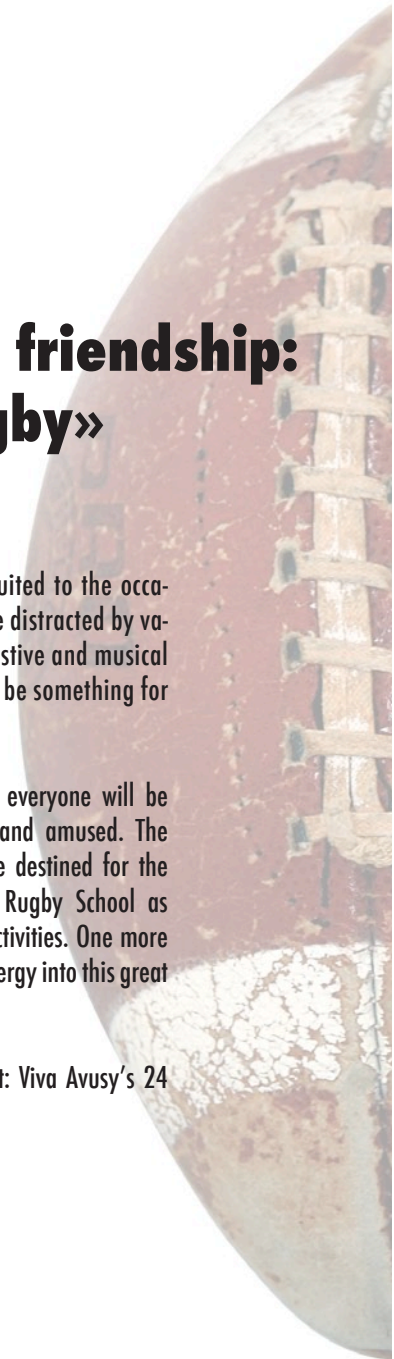 friendship:
gby»
uited to the occa-
e distracted by va-
stive and musical
be something for
everyone will be
and amused. The
e destined for the
Rugby School as
ctivities. One more
ergy into this great
t: Viva Avusy's 24